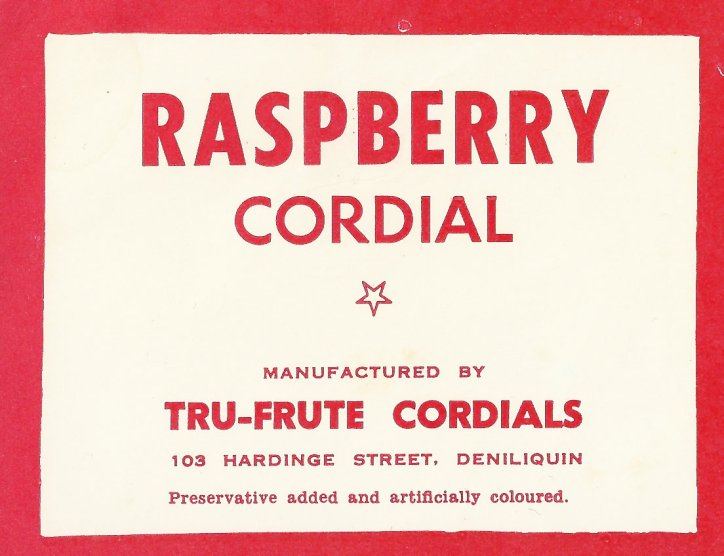 RASPBERRY
CORDIAL
MANUFACTURED BY
TRU-FRUTE CORDIALS
103 HARDINGE STREET, DENILIQUIN
Preservative added and artificially coloured.